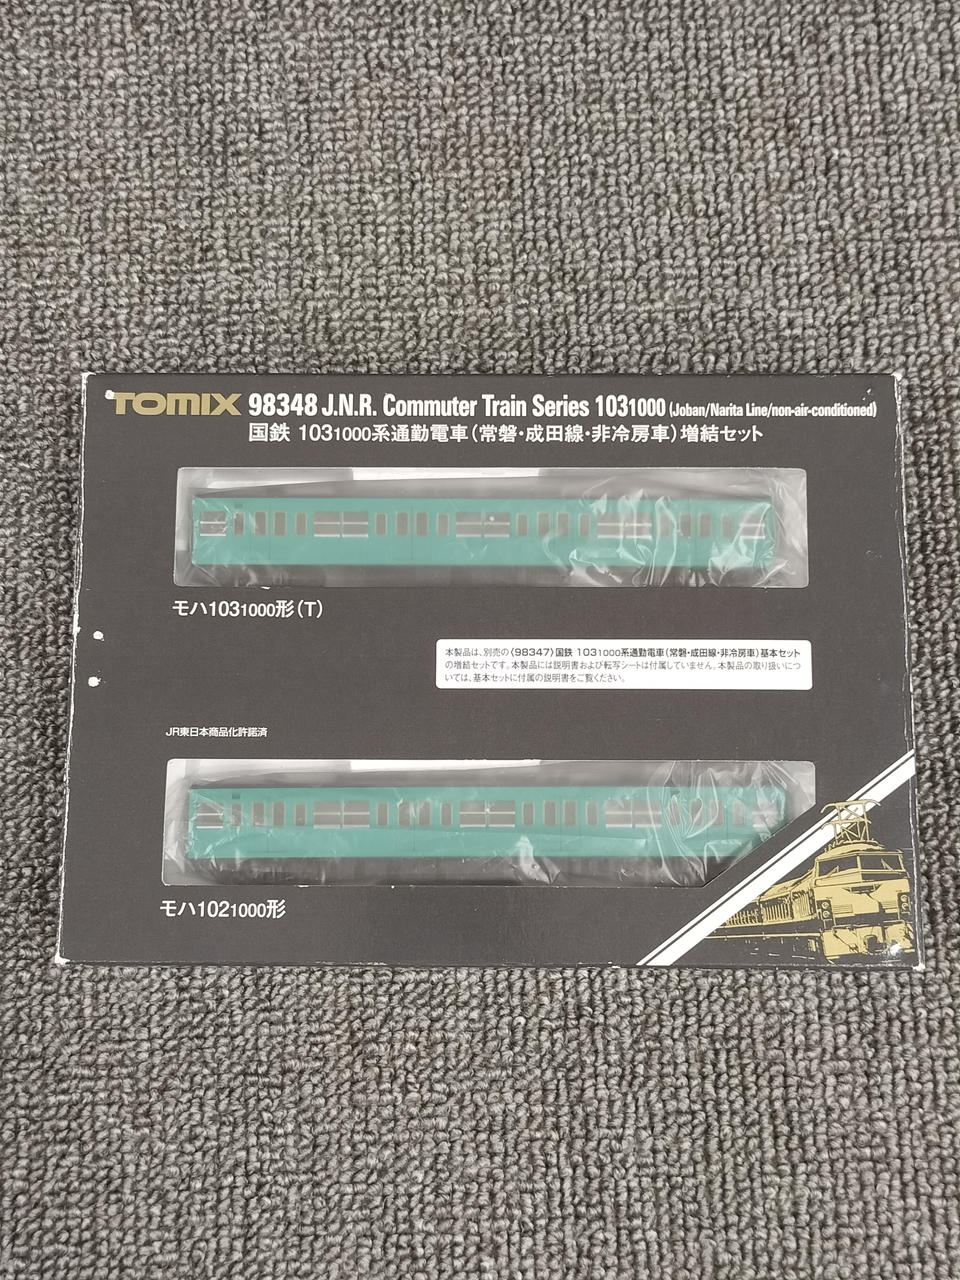 TOMIX 98348 J.N.R. Commuter Train Series 1031000 (Joban/Narita Line/non-air-conditioned)
国鉄 1031000系通勤電車(常磐・成田線・非冷房車)増結セット
モハ1031000形(T)
本製品は、別売の〈98347〉国鉄 1031000系通勤電車(常磐・成田線・非冷房車)基本セット
の増結セットです。本製品には説明書および転写シートは付属していません。本製品の取り扱いにつ
いては、基本セットに付属の説明書をご覧ください。
JR東日本商品化許諾済
モハ1021000形